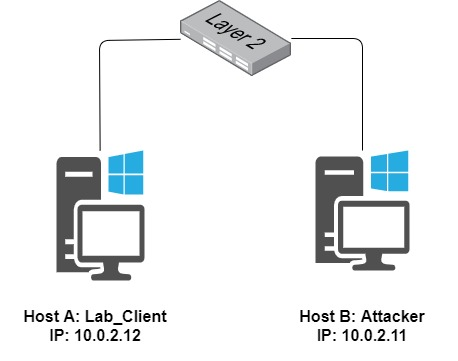 Layer 2
Host A: Lab_Client
IP: 10.0.2.12
Host B: Attacker
IP: 10.0.2.11